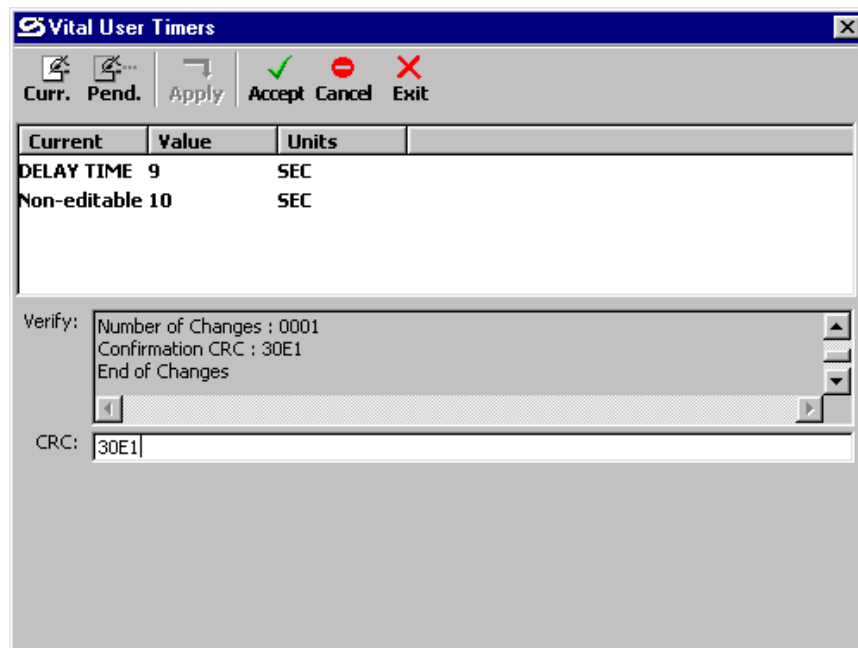 Vital User Timers
Curr. Pend. Apply Accept Cancel Exit
Current Value Units
DELAY TIME 9 SEC
Non-editable 10 SEC
Verify: Number of Changes : 0001
Confirmation CRC : 30E1
End of Changes
CRC: 30E1